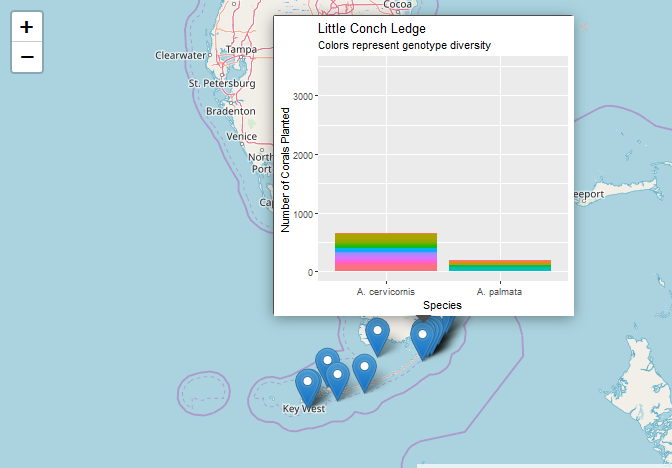 +
−
Cocoa
Clearwater
Tampa
St. Petersburg
Bradenton
Venice
North
Port
Ca
Key West
eeport
Little Conch Ledge
Colors represent genotype diversity
Number of Corals Planted
3000
2000
1000
0
A. cervicornis
A. palmata
Species